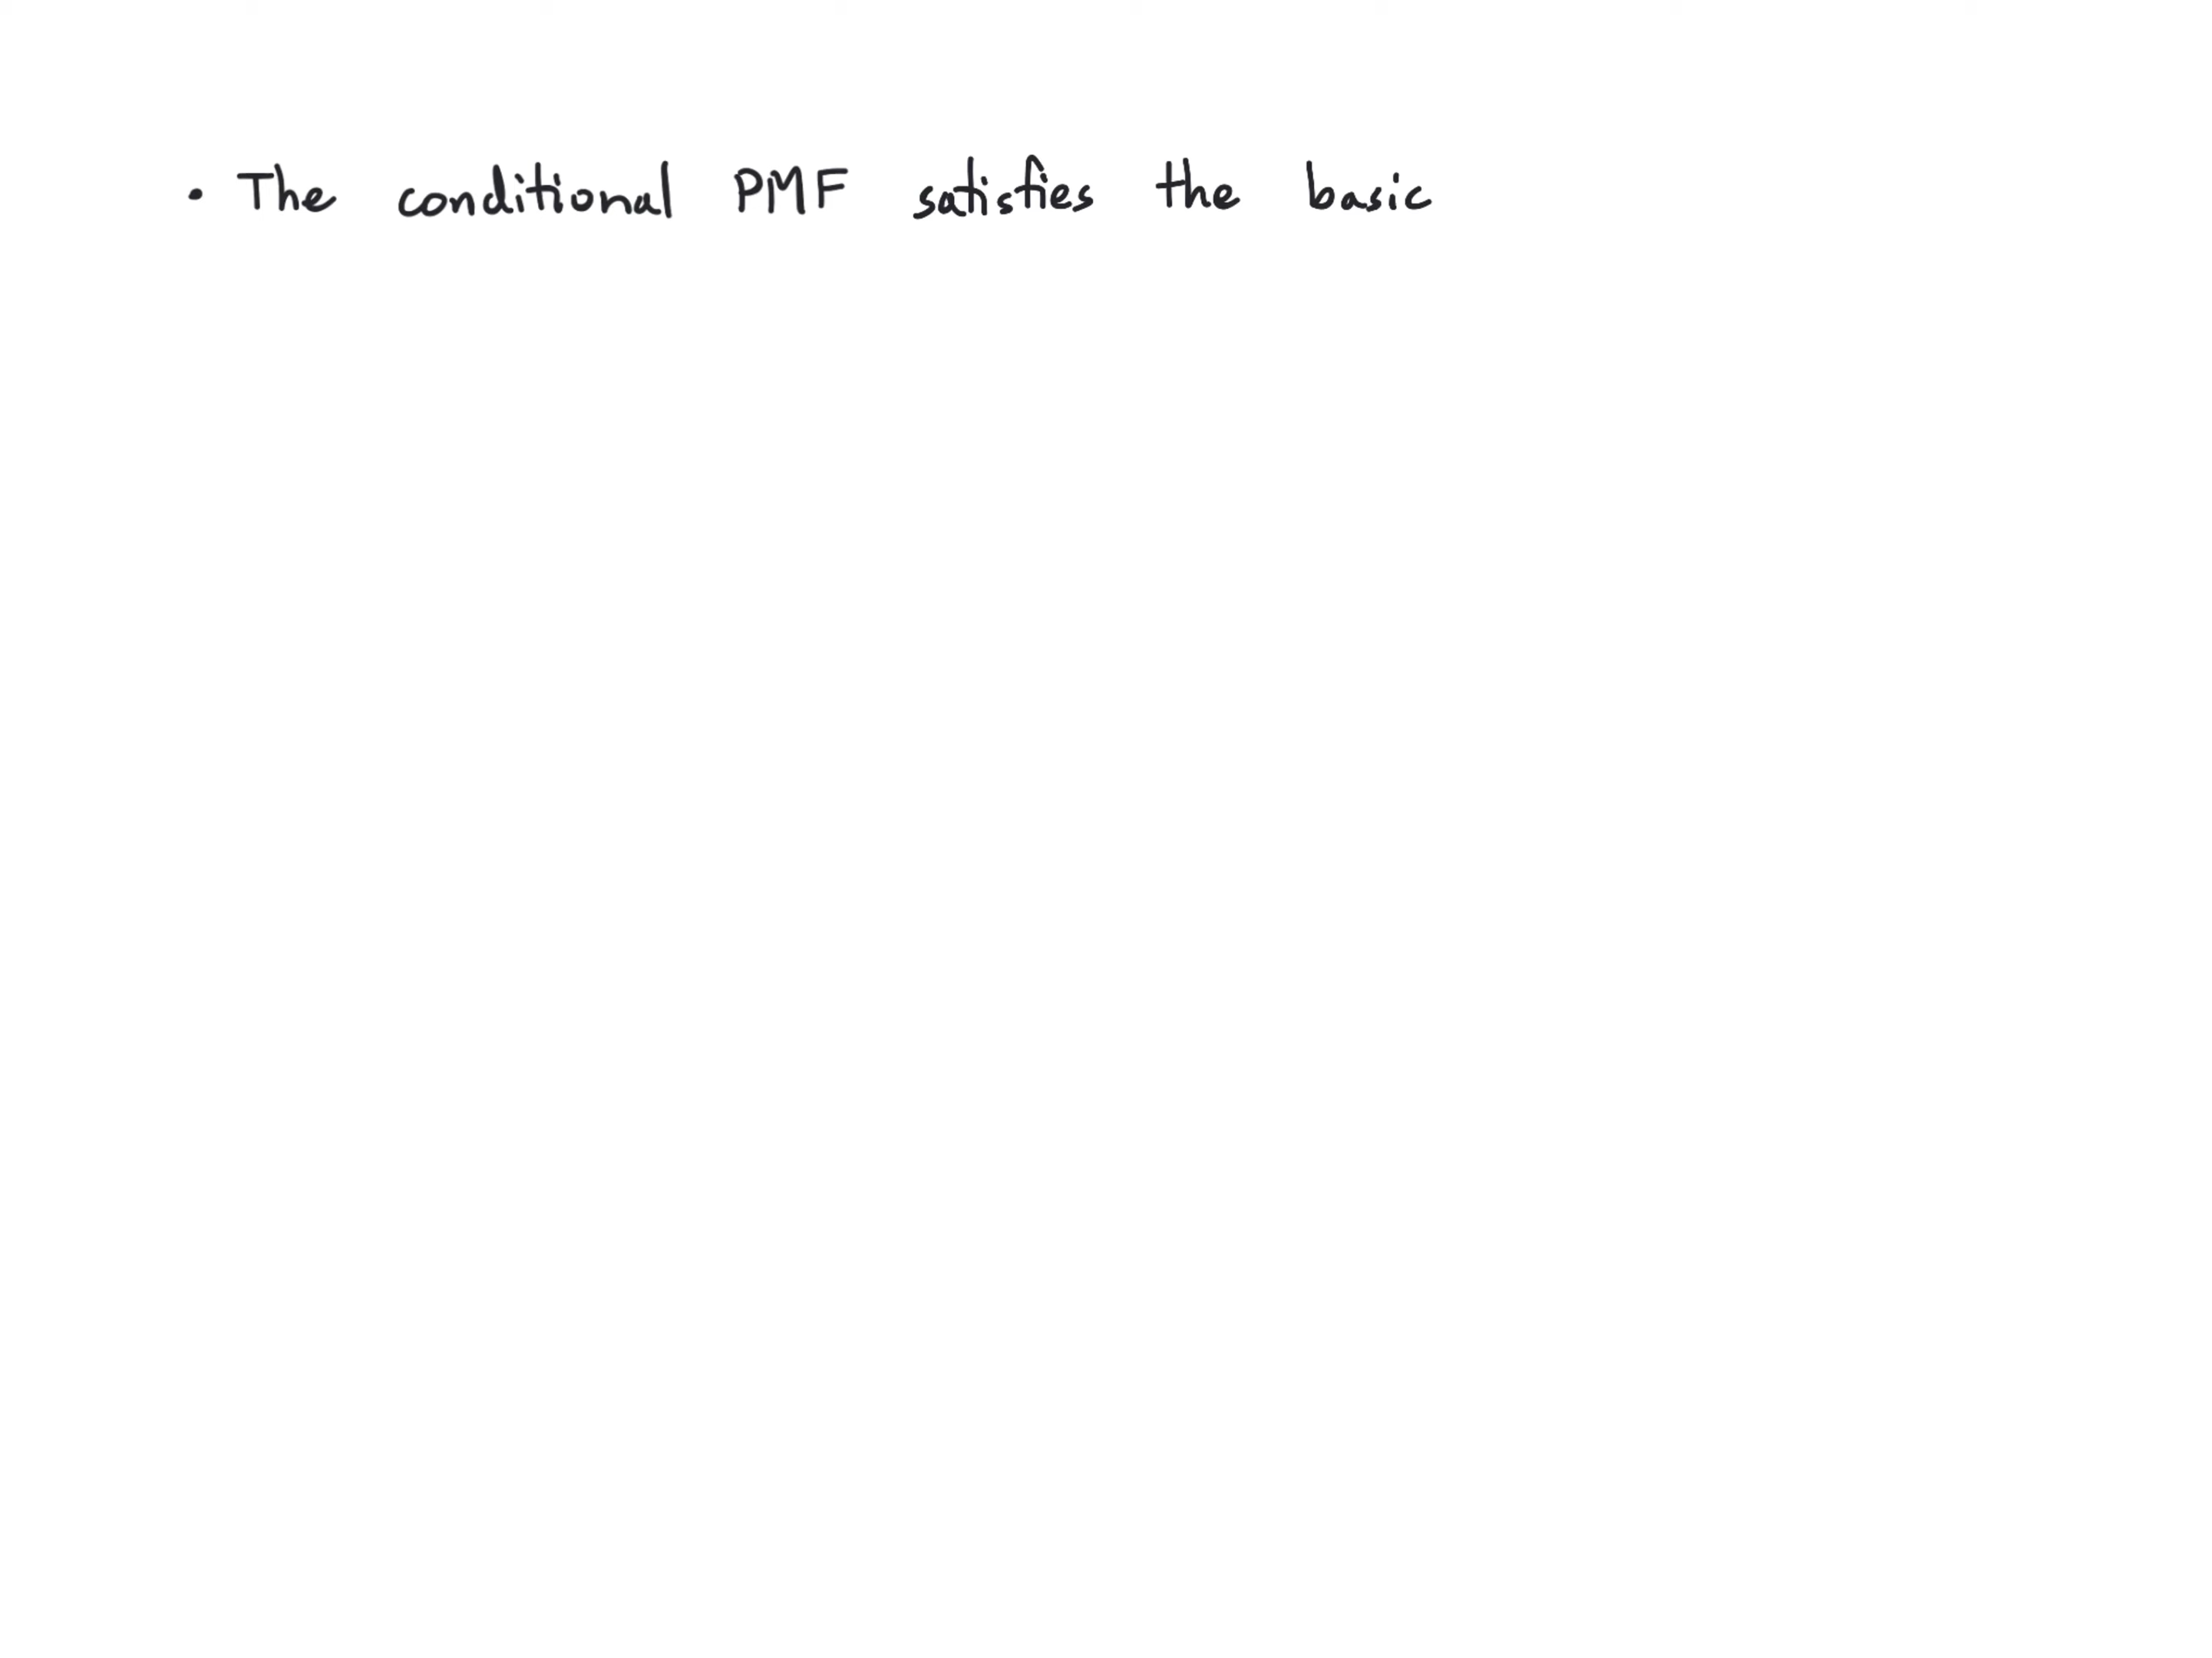 • The conditional PMF satisfies the basic